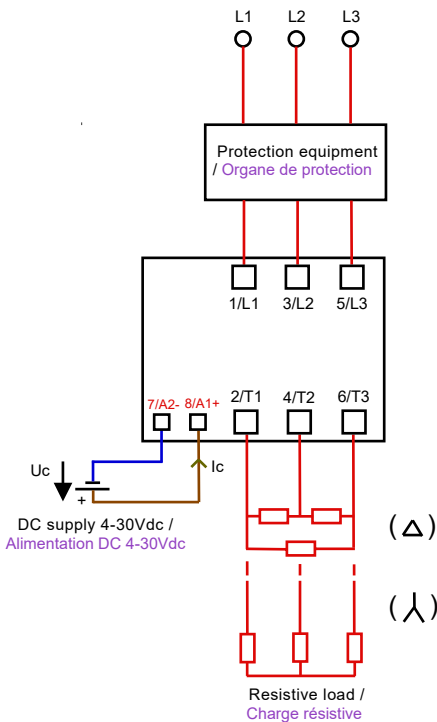 L1 L2 L3
Protection equipment
/ Organe de protection
1/L1 3/L2 5/L3
7/A2- 8/A1+ 2/T1 4/T2 6/T3
Uc
Ic
+
DC supply 4-30Vdc /
Alimentation DC 4-30Vdc
(Δ)
(⅄)
Resistive load /
Charge résistive